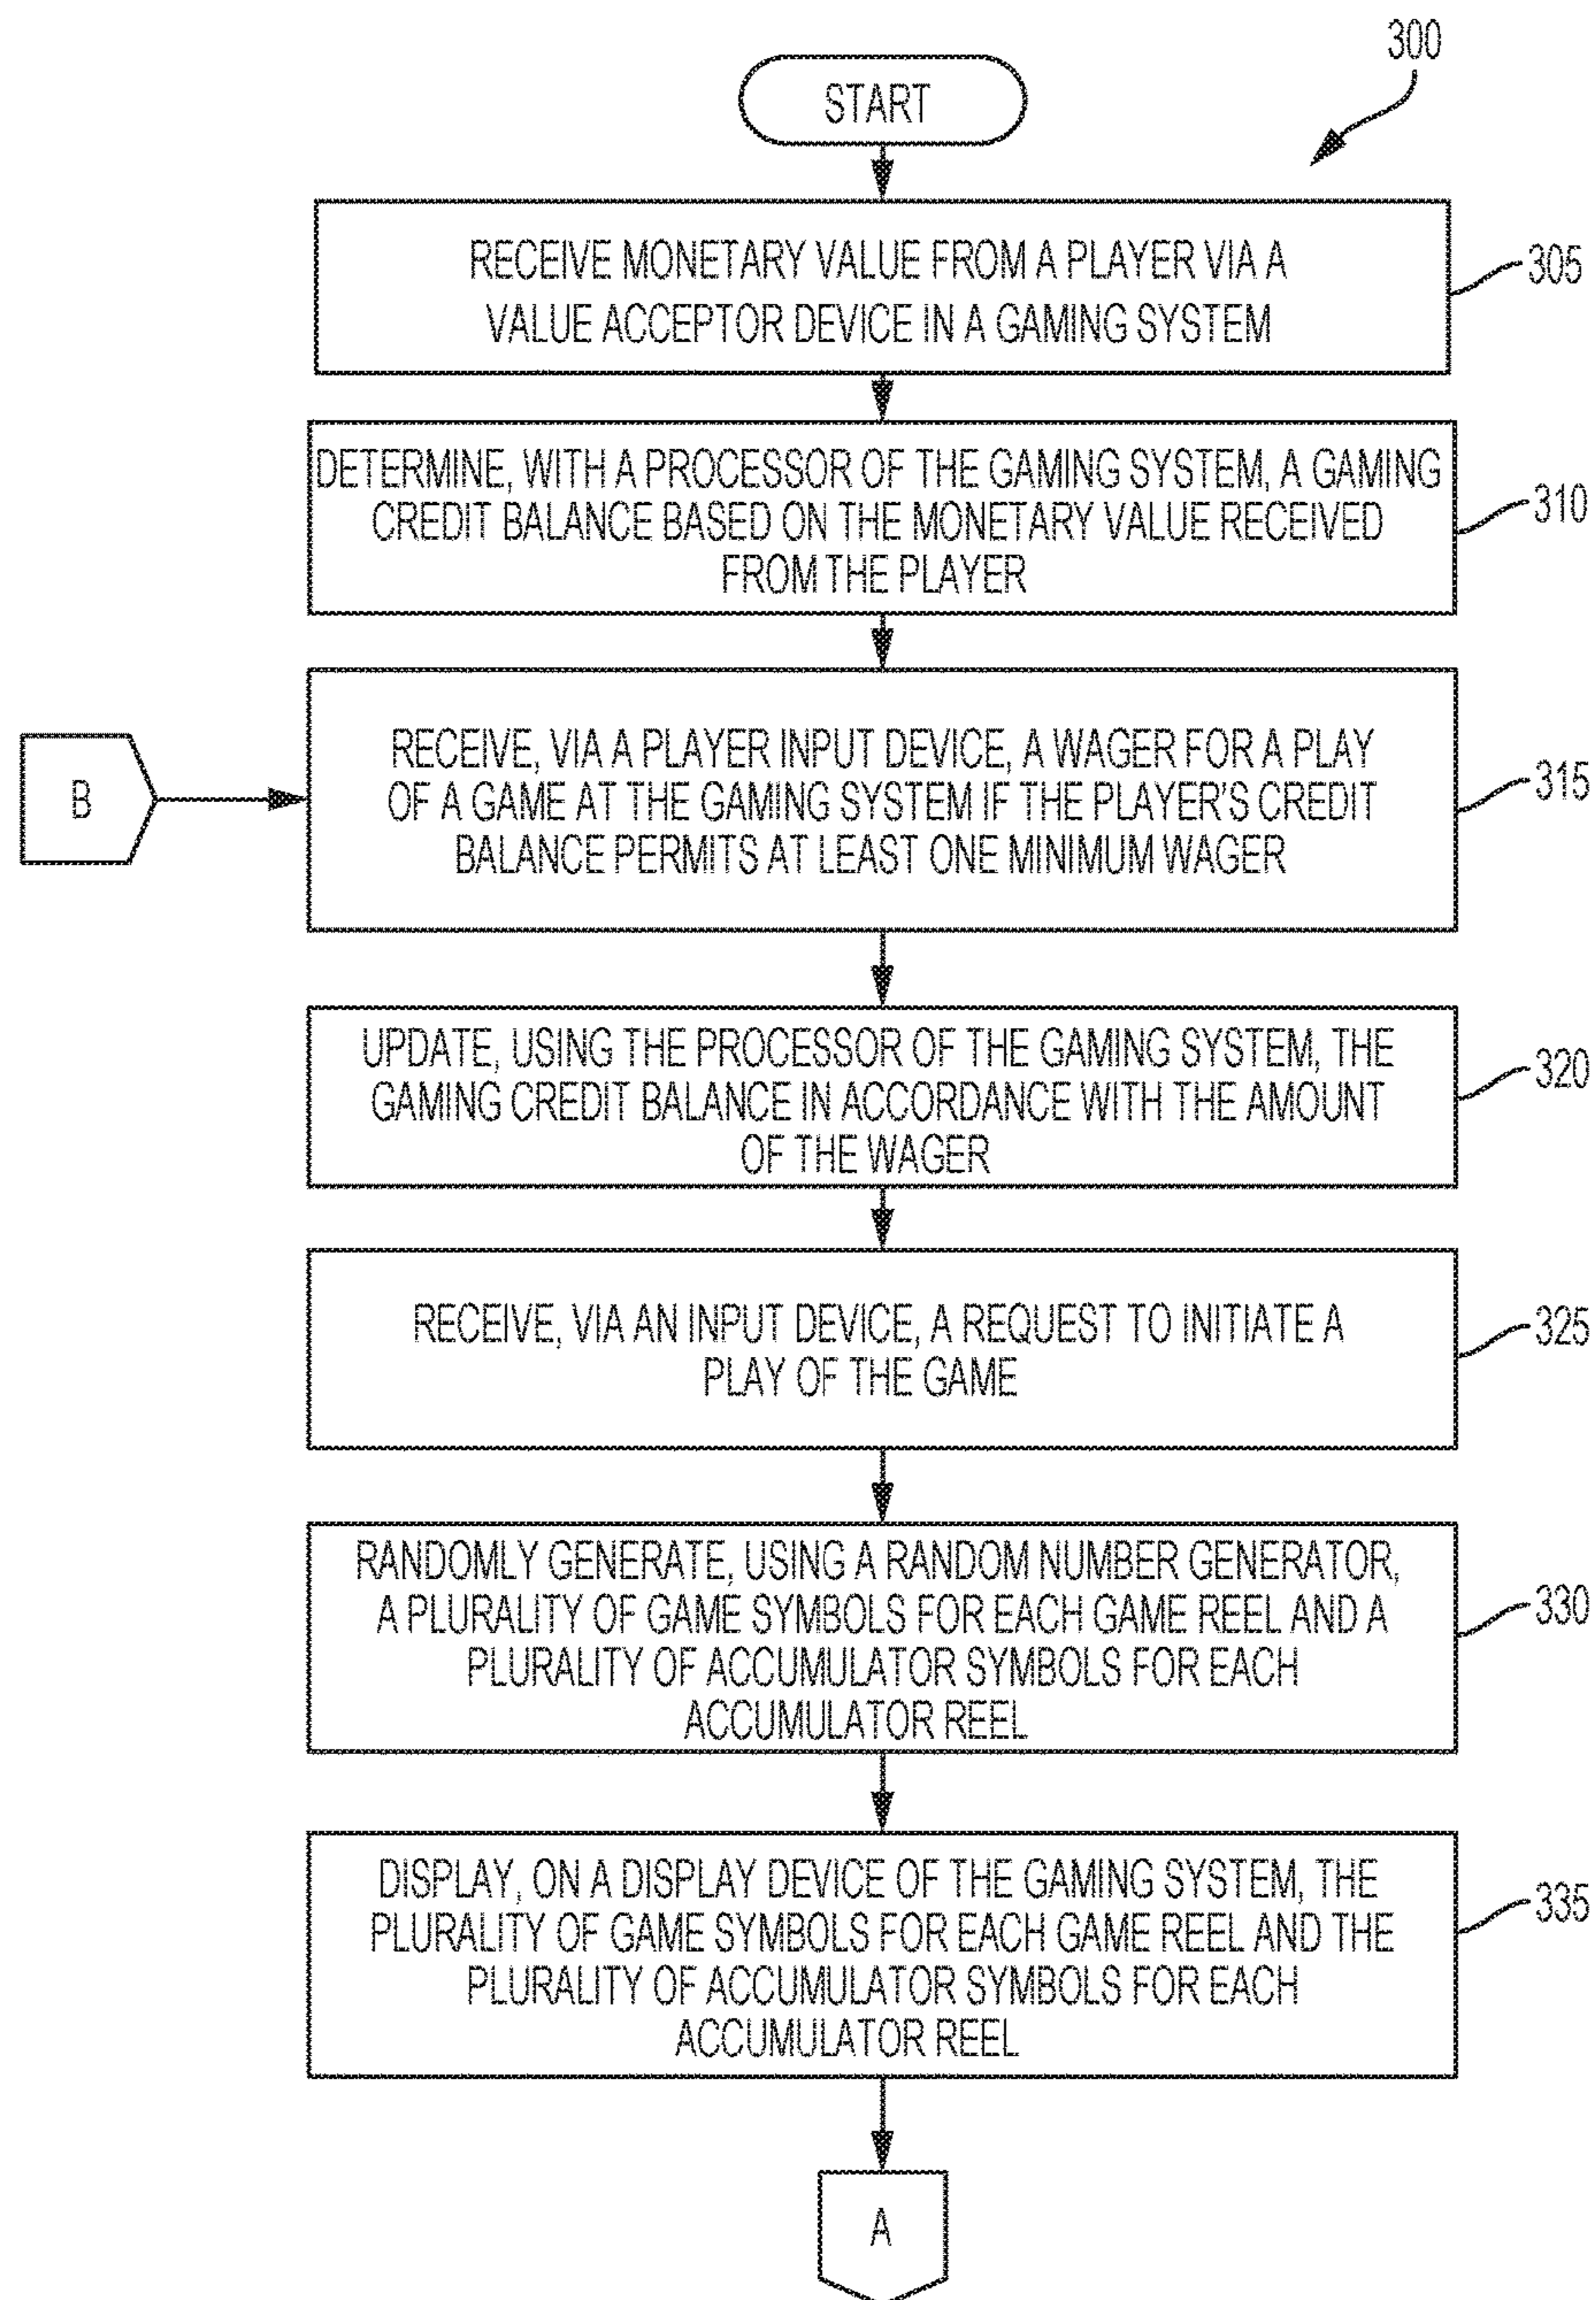 300
START
RECEIVE MONETARY VALUE FROM A PLAYER VIA A
VALUE ACCEPTOR DEVICE IN A GAMING SYSTEM
305
DETERMINE, WITH A PROCESSOR OF THE GAMING SYSTEM, A GAMING
CREDIT BALANCE BASED ON THE MONETARY VALUE RECEIVED
FROM THE PLAYER
310
B
RECEIVE, VIA A PLAYER INPUT DEVICE, A WAGER FOR A PLAY
OF A GAME AT THE GAMING SYSTEM IF THE PLAYER'S CREDIT
BALANCE PERMITS AT LEAST ONE MINIMUM WAGER
315
UPDATE, USING THE PROCESSOR OF THE GAMING SYSTEM, THE
GAMING CREDIT BALANCE IN ACCORDANCE WITH THE AMOUNT
OF THE WAGER
320
RECEIVE, VIA AN INPUT DEVICE, A REQUEST TO INITIATE A
PLAY OF THE GAME
325
RANDOMLY GENERATE, USING A RANDOM NUMBER GENERATOR,
A PLURALITY OF GAME SYMBOLS FOR EACH GAME REEL AND A
PLURALITY OF ACCUMULATOR SYMBOLS FOR EACH
ACCUMULATOR REEL
330
DISPLAY, ON A DISPLAY DEVICE OF THE GAMING SYSTEM, THE
PLURALITY OF GAME SYMBOLS FOR EACH GAME REEL AND THE
PLURALITY OF ACCUMULATOR SYMBOLS FOR EACH
ACCUMULATOR REEL
335
A